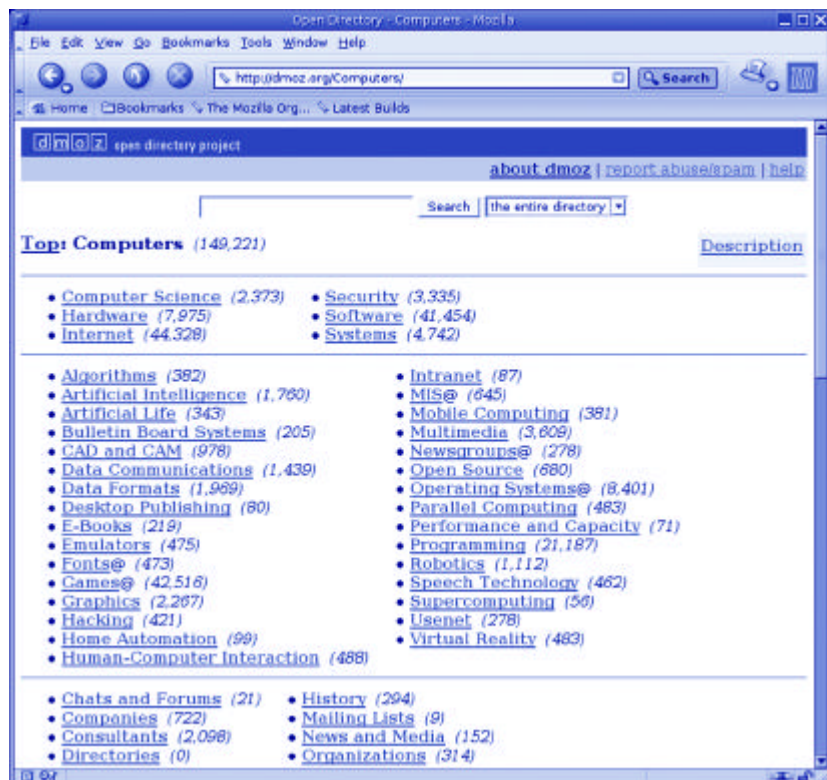 Open Directory - Computers - Mozilla
File Edit View Go Bookmarks Tools Window Help
http://dmoz.org/Computers/ Search
Home Bookmarks The Mozilla Org... Latest Builds
dmoz open directory project
about dmoz | report abuse/spam | help
Search the entire directory
Top: Computers (149,221) Description
Computer Science (2,373)
Hardware (7,975)
Internet (44,328)
Security (3,335)
Software (41,454)
Systems (4,742)
Algorithms (382)
Artificial Intelligence (1,760)
Artificial Life (343)
Bulletin Board Systems (205)
CAD and CAM (978)
Data Communications (1,439)
Data Formats (1,969)
Desktop Publishing (80)
E-Books (219)
Emulators (475)
Fonts@ (473)
Games@ (42,516)
Graphics (2,267)
Hacking (421)
Home Automation (99)
Human-Computer Interaction (488)
Intranet (87)
MIS@ (645)
Mobile Computing (381)
Multimedia (3,609)
Newsgroups@ (278)
Open Source (680)
Operating Systems@ (8,401)
Parallel Computing (483)
Performance and Capacity (71)
Programming (21,187)
Robotics (1,112)
Speech Technology (462)
Supercomputing (56)
Usenet (278)
Virtual Reality (483)
Chats and Forums (21)
Companies (722)
Consultants (2,098)
Directories (0)
History (294)
Mailing Lists (9)
News and Media (152)
Organizations (314)